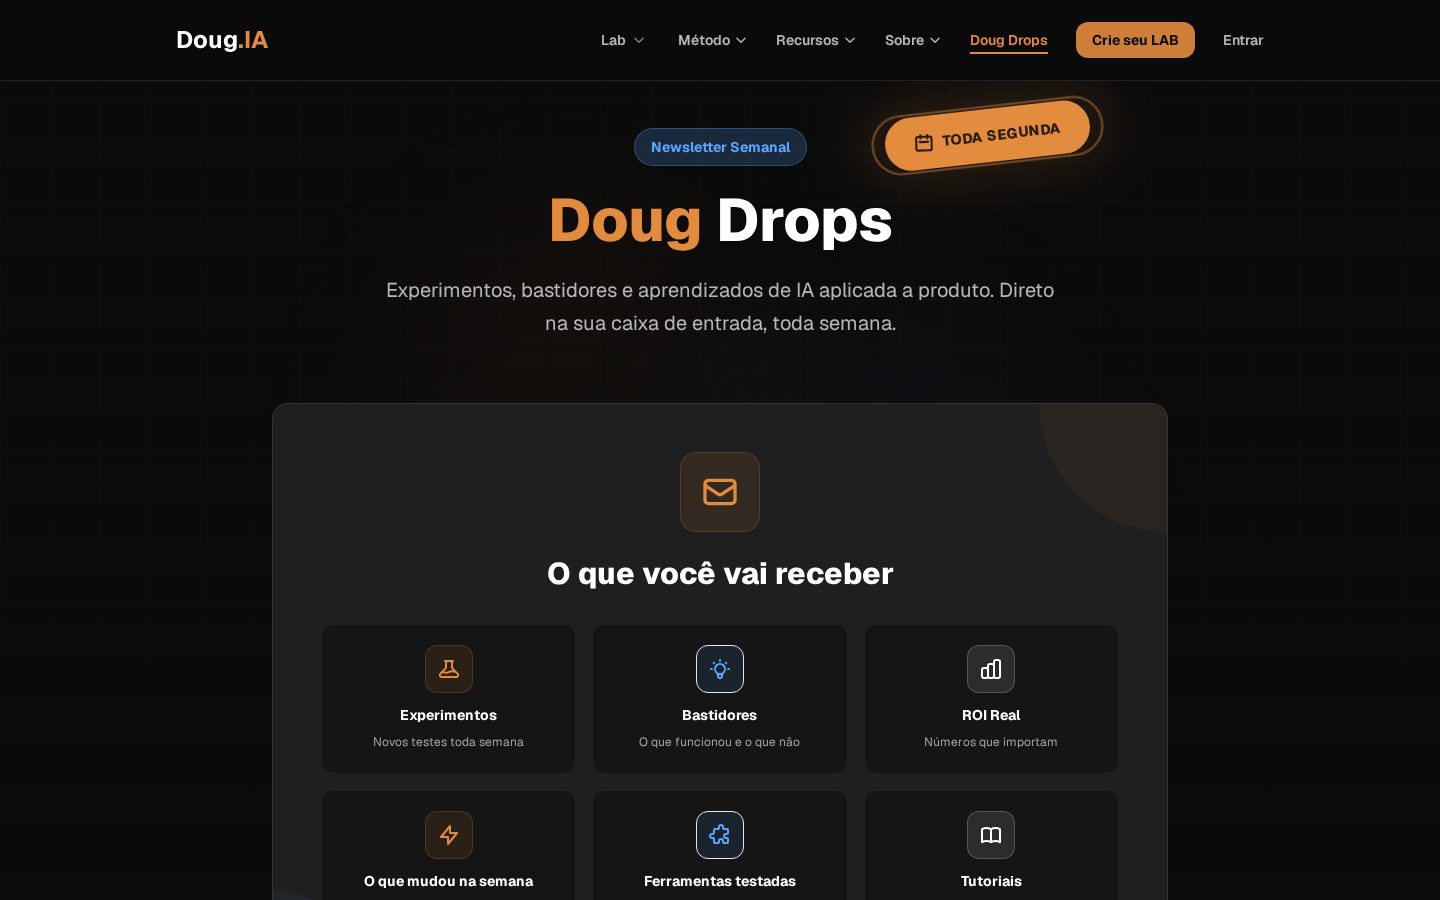 Doug.IA
Lab
Método
Recursos
Sobre
Doug Drops
Crie seu LAB
Entrar
Newsletter Semanal
TODA SEGUNDA
Doug Drops
Experimentos, bastidores e aprendizados de IA aplicada a produto. Direto
na sua caixa de entrada, toda semana.
O que você vai receber
Experimentos
Novos testes toda semana
Bastidores
O que funcionou e o que não
ROI Real
Números que importam
O que mudou na semana
Ferramentas testadas
Tutoriais